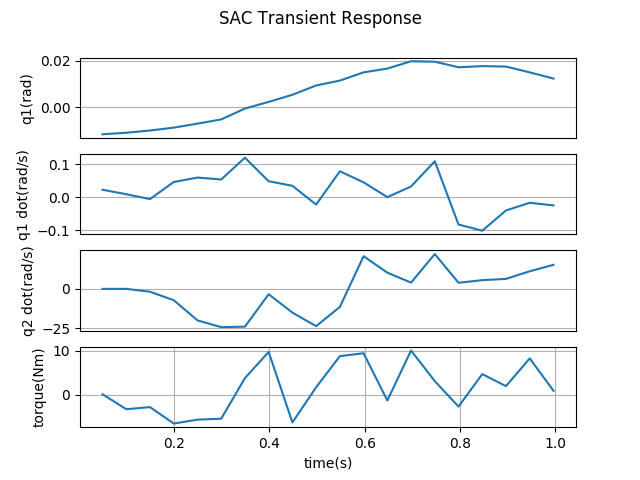 SAC Transient Response
q1(rad)
0.02
0.00
q1 dot(rad/s)
0.1
0.0
−0.1
q2 dot(rad/s)
0
−25
torque(Nm)
10
0
0.2 0.4 0.6 0.8 1.0
time(s)